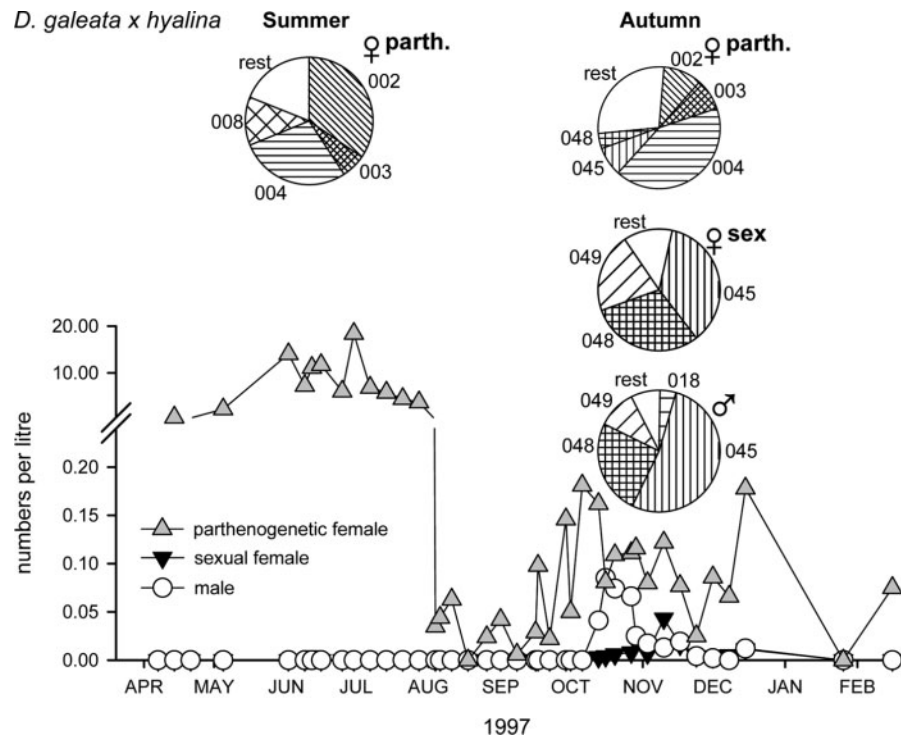 D. galeata x hyalina
Summer
Autumn
♀ parth.
002
003
004
008
rest
♀ parth.
002
003
004
045
048
rest
♀ sex
045
048
049
rest
♂
018
045
048
049
rest
numbers per litre
20.00
10.00
0.20
0.15
0.10
0.05
0.00
parthenogenetic female
sexual female
male
APR MAY JUN JUL AUG SEP OCT NOV DEC JAN FEB
1997